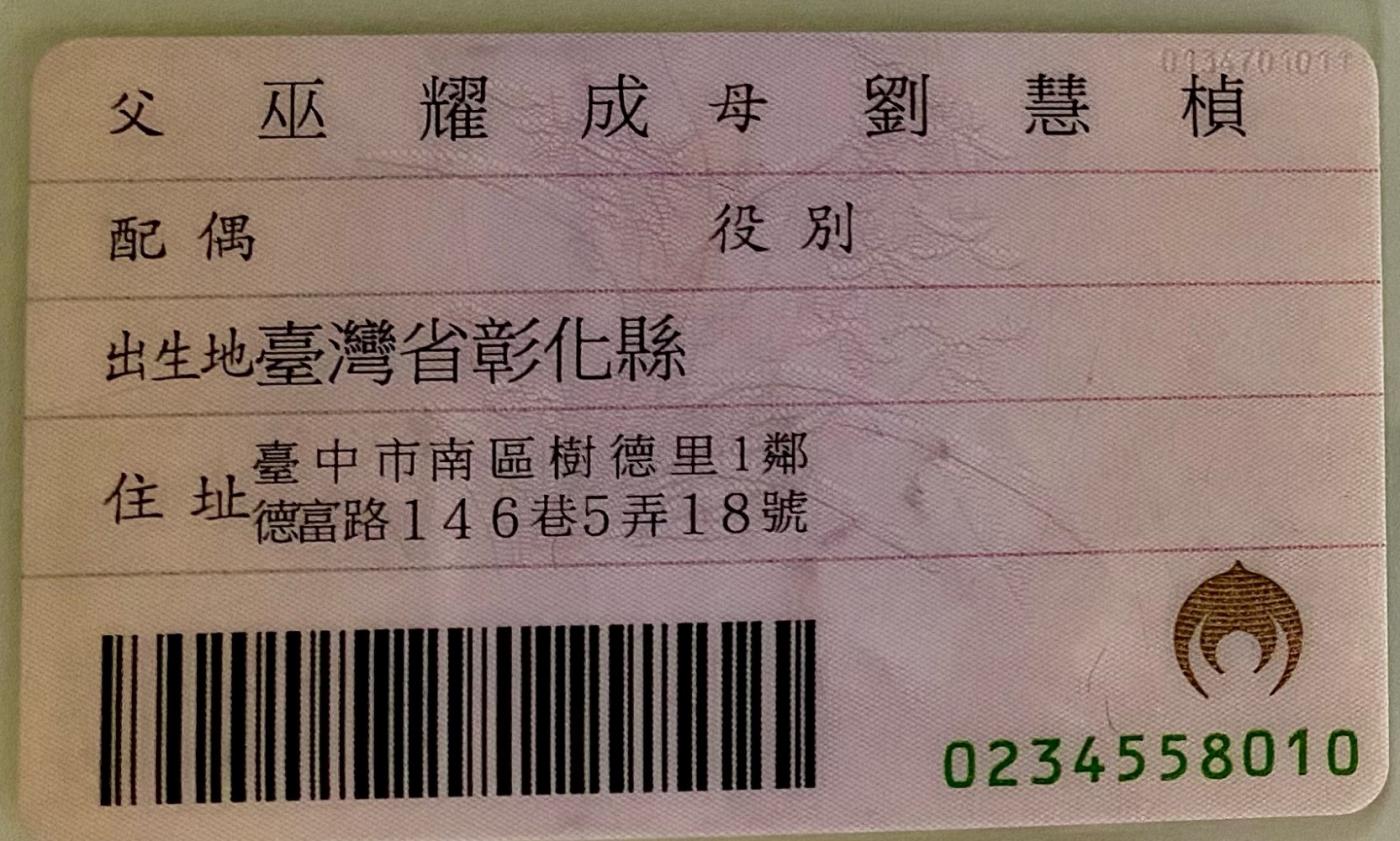 父 巫耀成 母 劉慧楨
配偶 役別
出生地 臺灣省彰化縣
住址 臺中市南區樹德里1鄰
德富路146巷5弄18號
0234558010